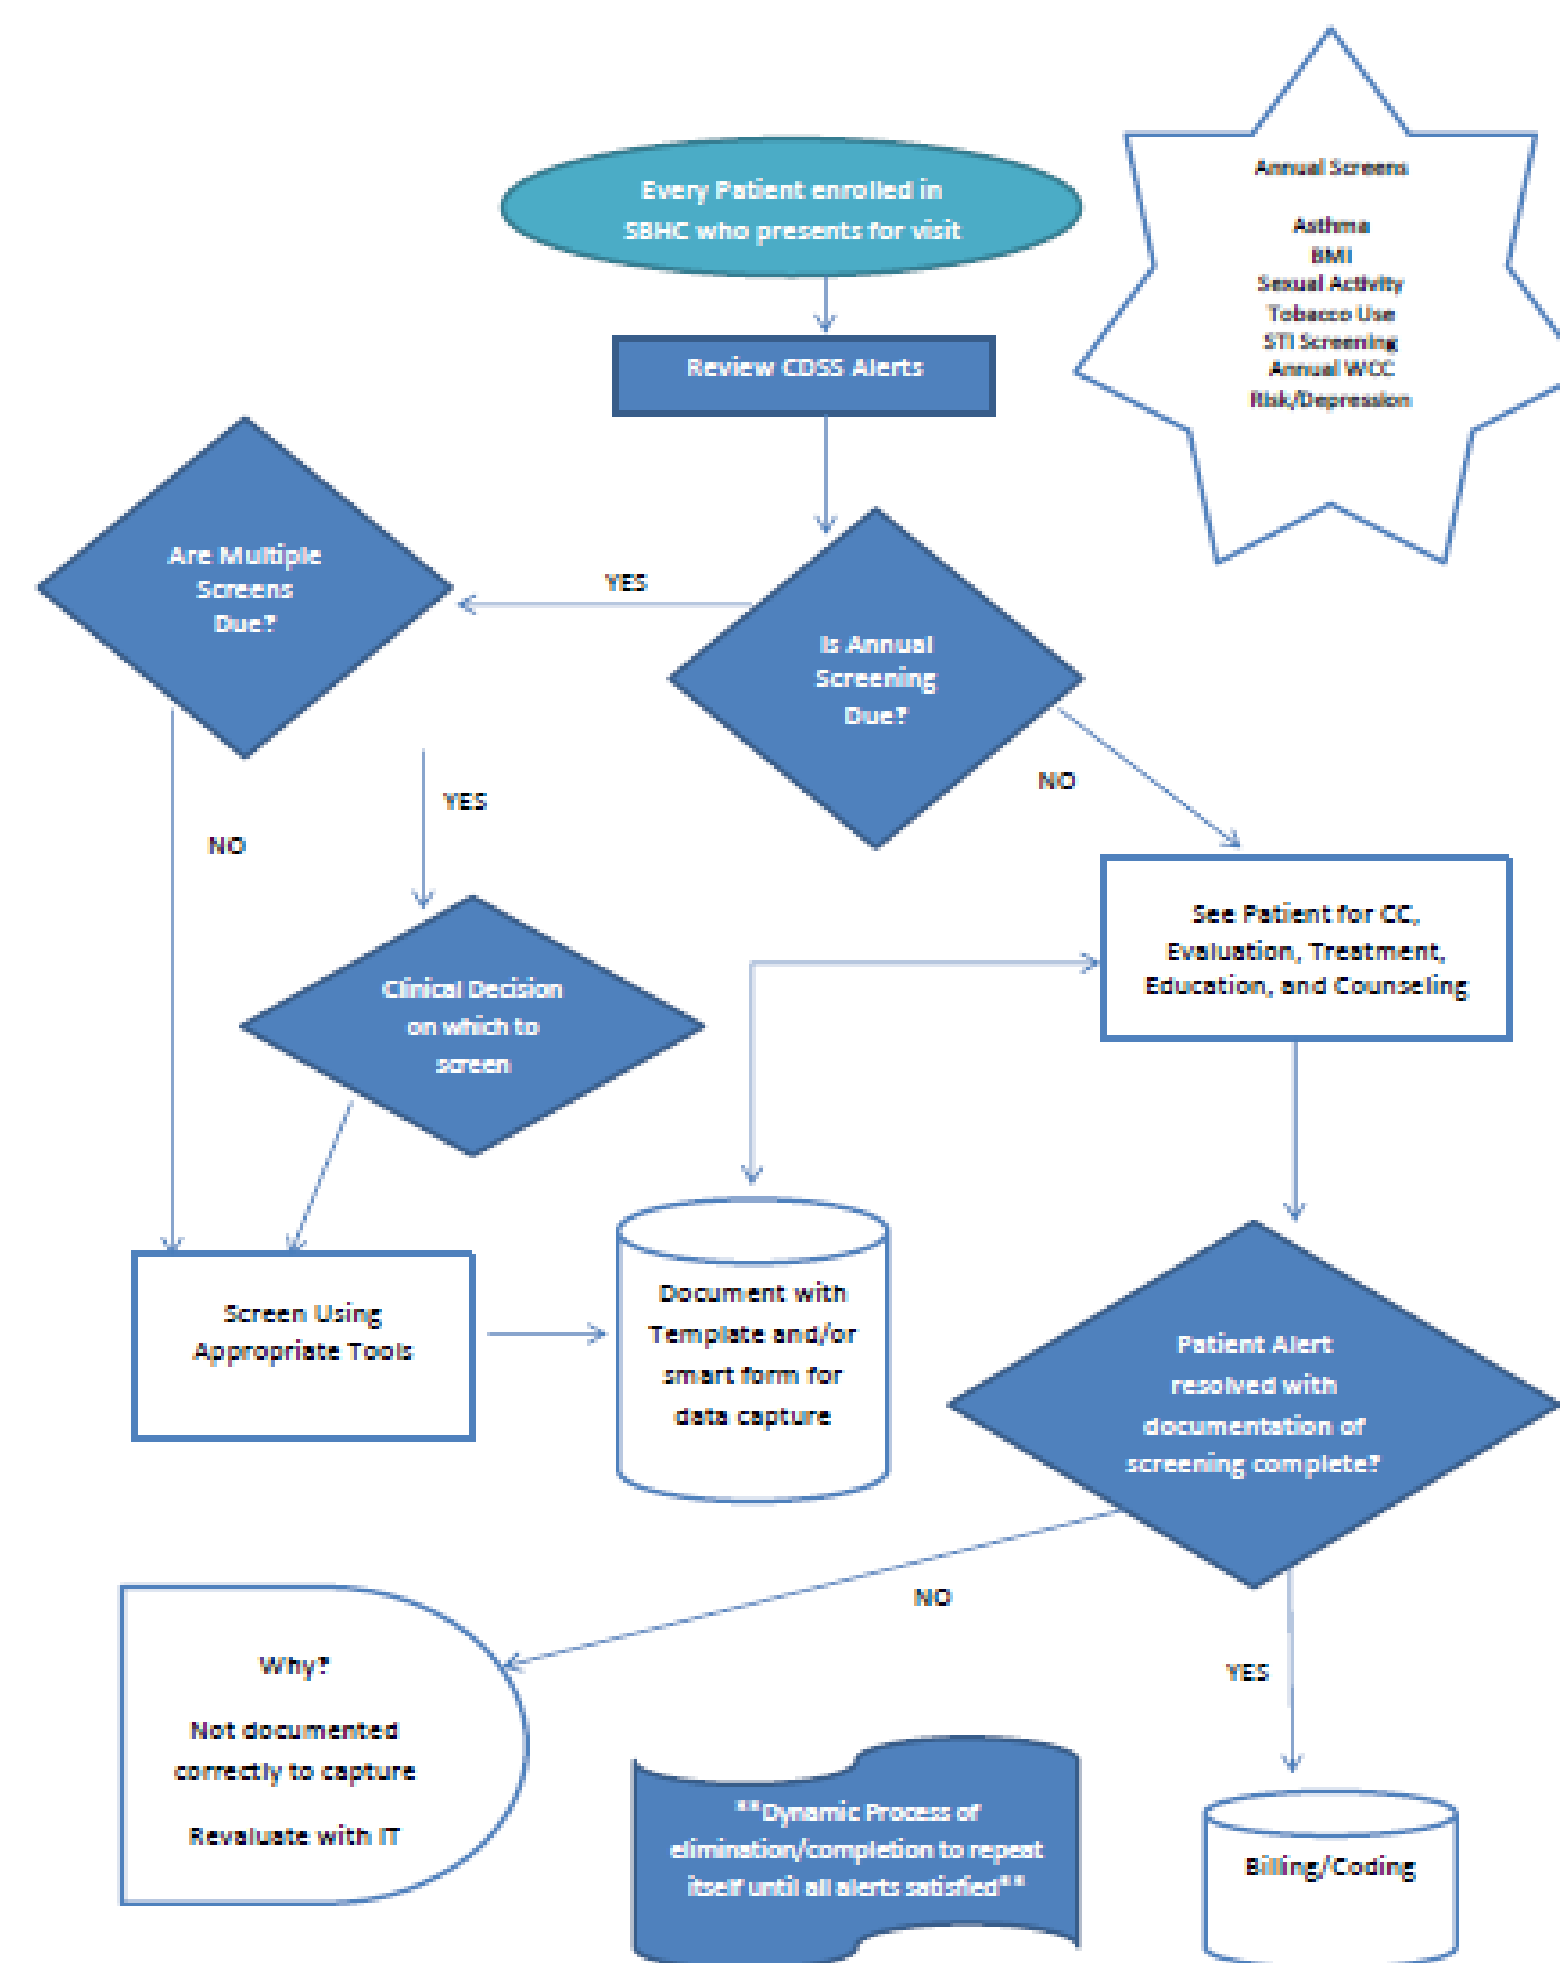 Every Patient enrolled in
SBHC who presents for visit
Annual Screens
Asthma
BMI
Sexual Activity
Tobacco Use
STI Screening
Annual WCC
Risk/Depression
Review CDSS Alerts
Are Multiple
Screens
Due?
YES
Is Annual
Screening
Due?
NO
YES
NO
See Patient for CC,
Evaluation, Treatment,
Education, and Counseling
Clinical Decision
on which to
screen
Screen Using
Appropriate Tools
Document with
Template and/or
smart form for
data capture
Patient Alert
resolved with
documentation of
screening complete?
NO
YES
Why?
Not documented
correctly to capture
Revaluate with IT
**Dynamic Process of
elimination/completion to repeat
itself until all alerts satisfied**
Billing/Coding